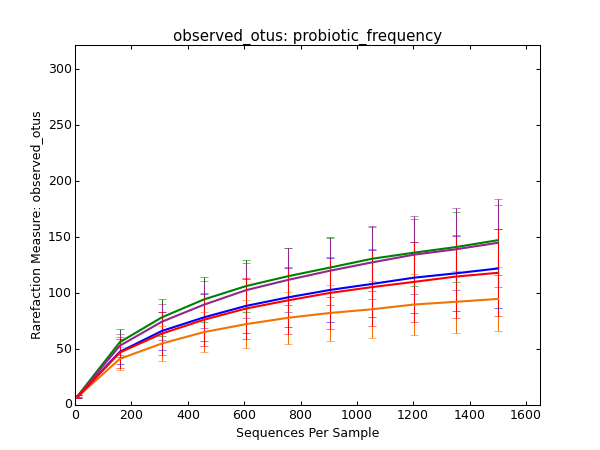 observed_otus: probiotic_frequency
300
250
200
150
100
50
0
0 200 400 600 800 1000 1200 1400 1600
Sequences Per Sample
Rarefaction Measure: observed_otus